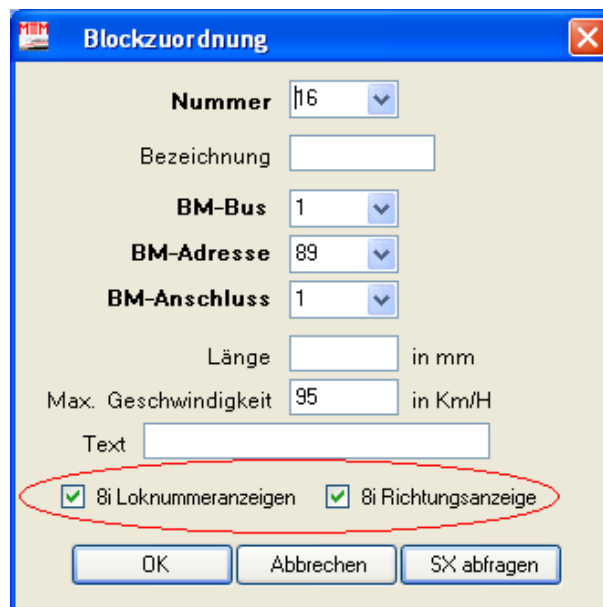 MTTM Blockzuordnung
Nummer 16
Bezeichnung
BM-Bus 1
BM-Adresse 89
BM-Anschluss 1
Länge in mm
Max. Geschwindigkeit 95 in Km/H
Text
8i Loknummeranzeigen 8i Richtungsanzeige
OK Abbrechen SX abfragen